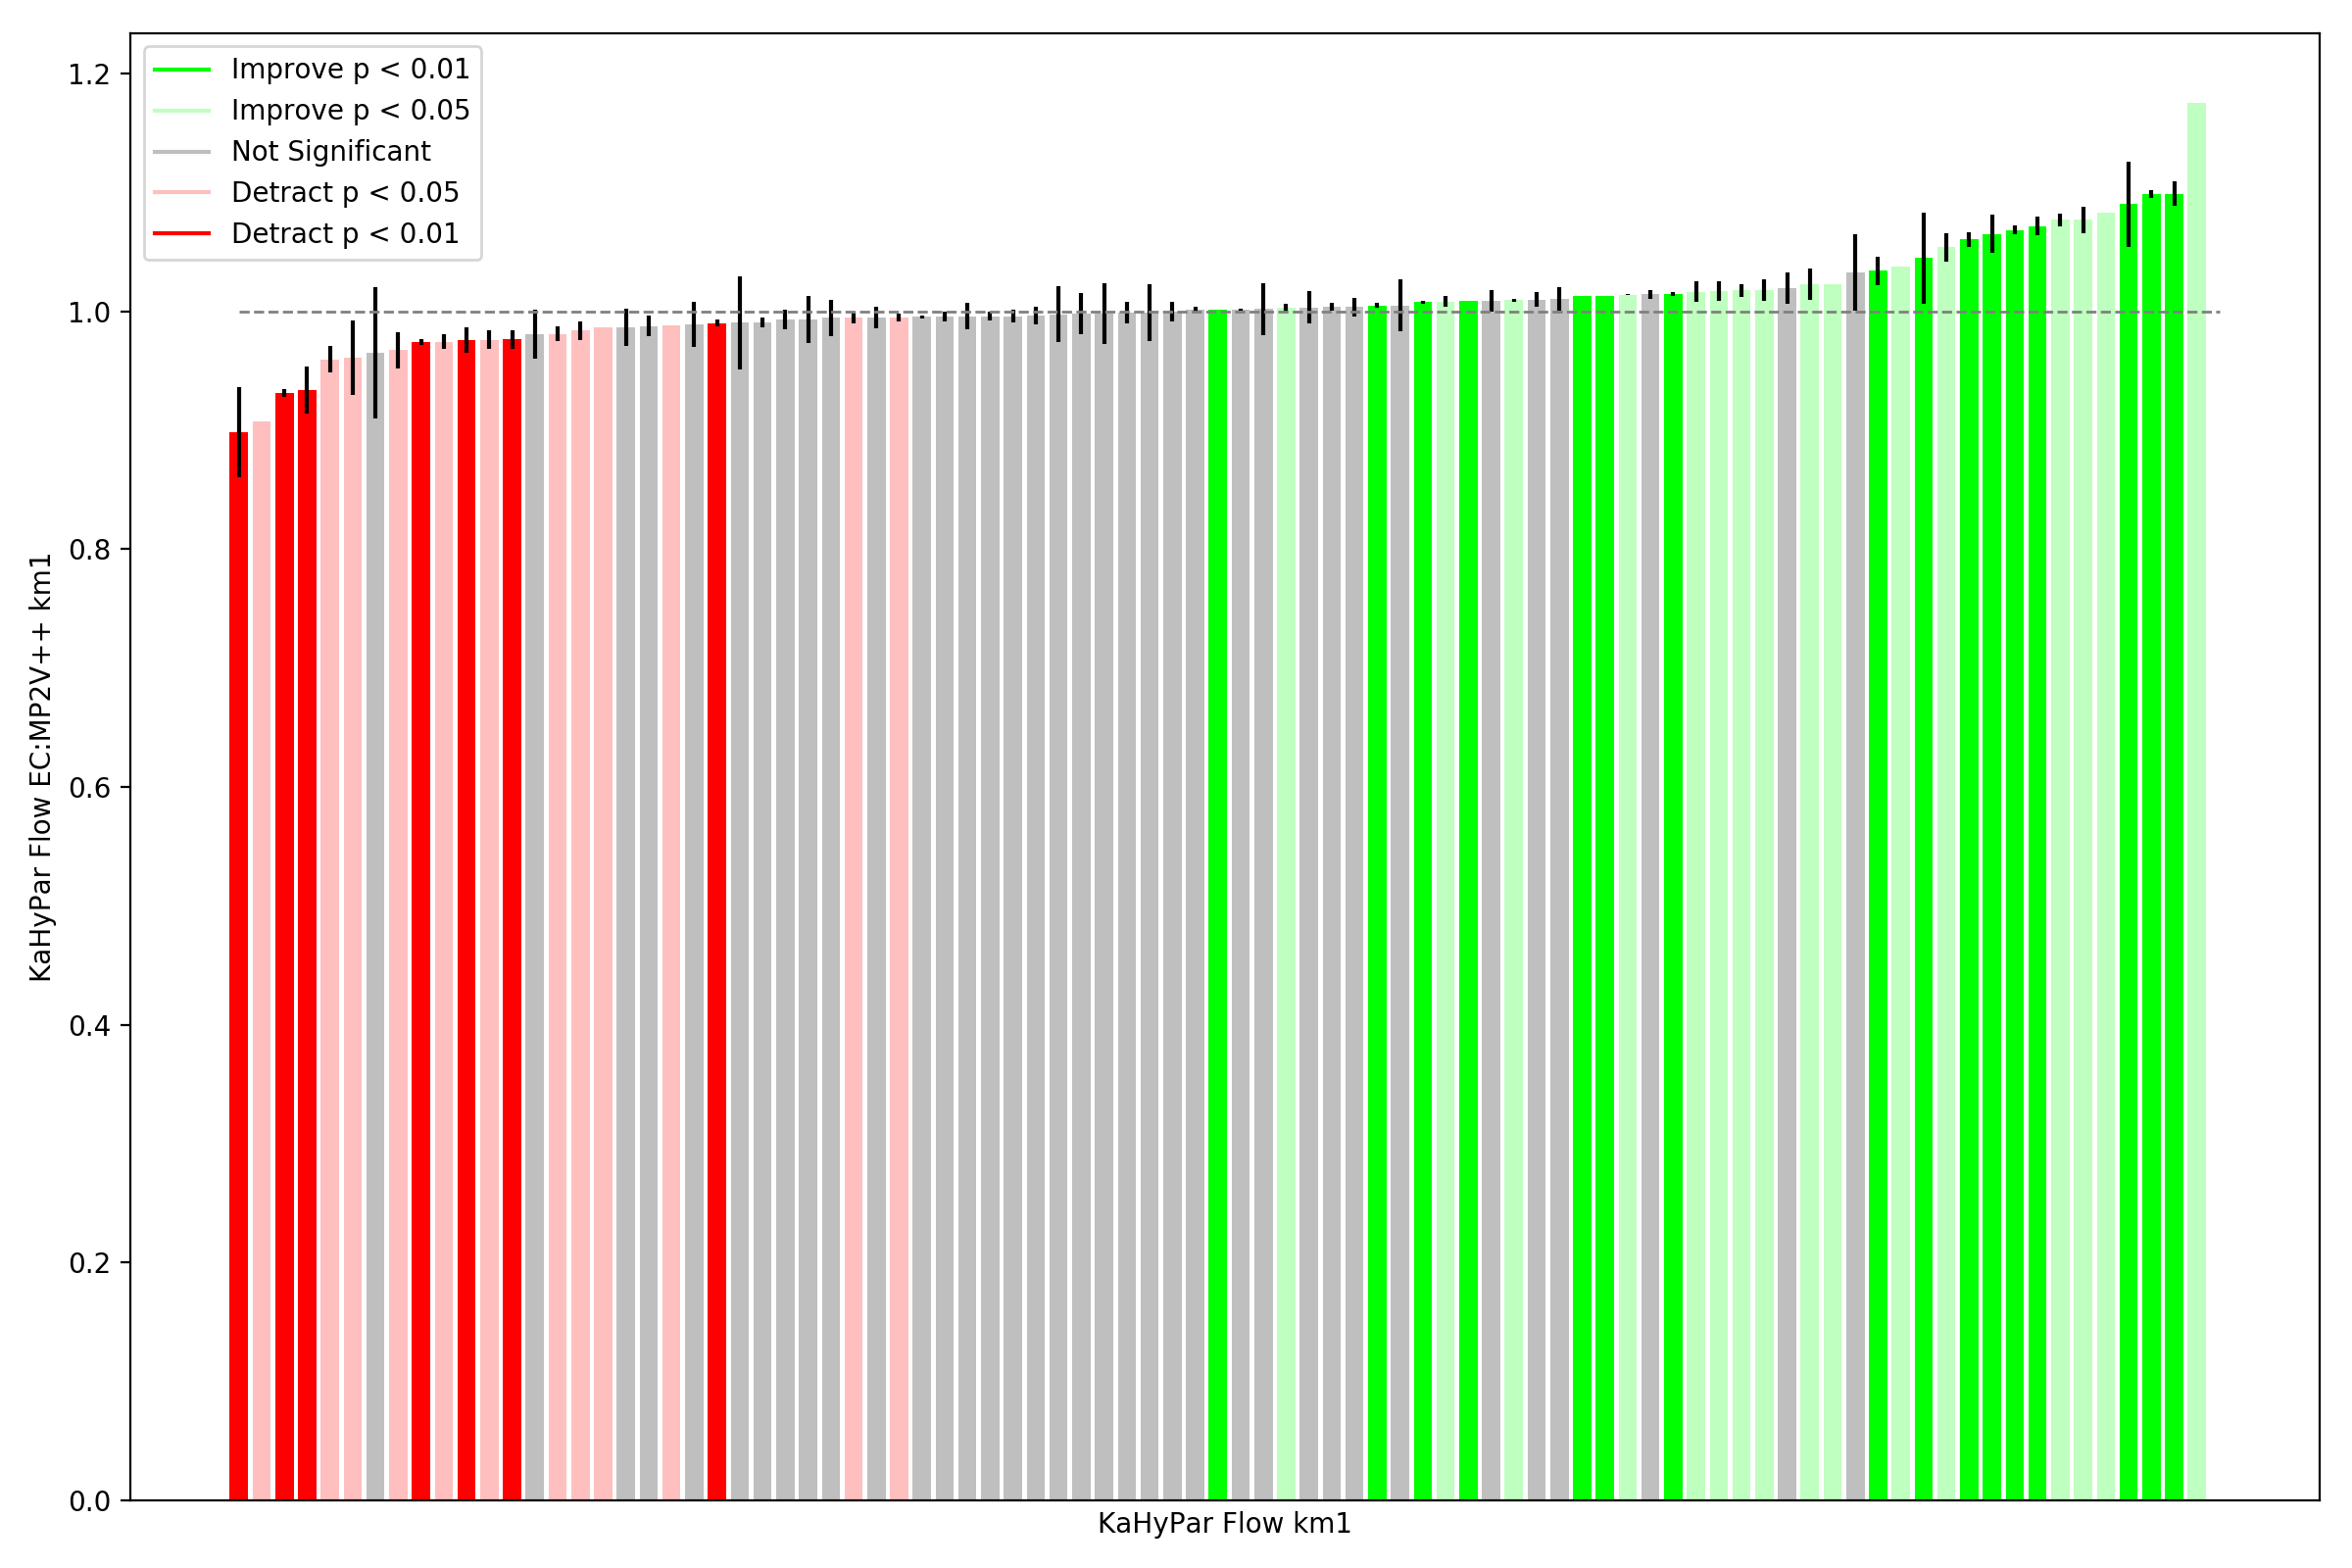 Improve p < 0.01
Improve p < 0.05
Not Significant
Detract p < 0.05
Detract p < 0.01
1.2
1.0
0.8
0.6
0.4
0.2
0.0
KaHyPar Flow EC:MP2V++ km1
KaHyPar Flow km1